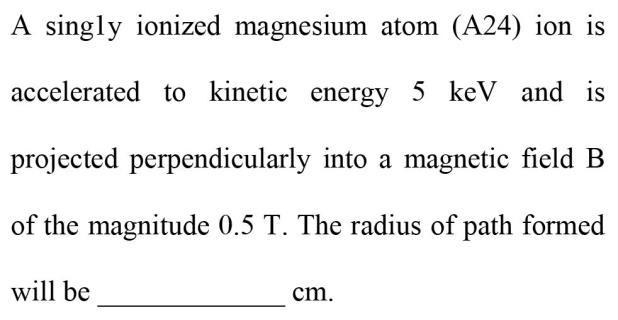 A singly ionized magnesium atom (A24) ion is
accelerated to kinetic energy 5 keV and is
projected perpendicularly into a magnetic field B
of the magnitude 0.5 T. The radius of path formed
will be ____________ cm.